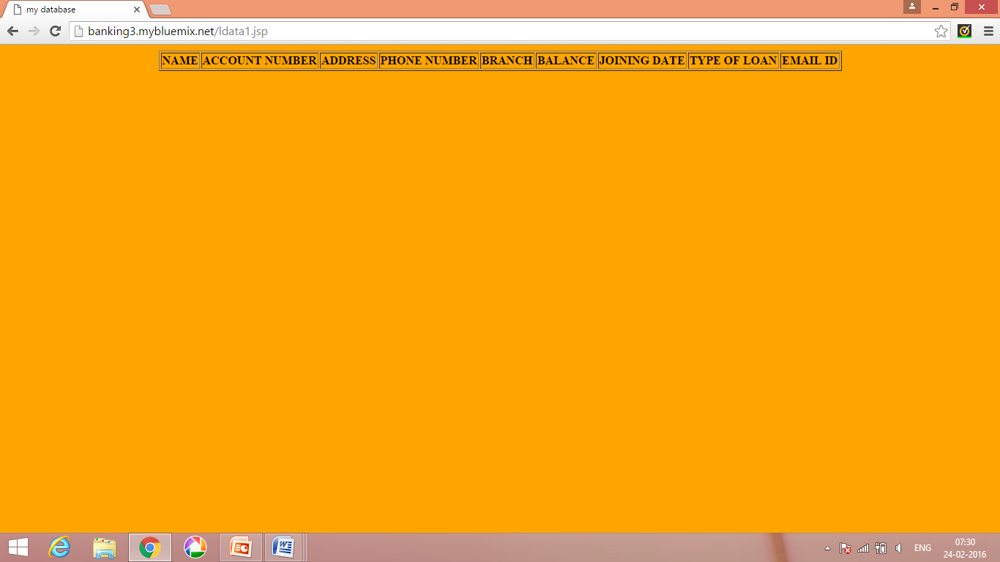 my database
banking3.mybluemix.net/ldata1.jsp
NAME ACCOUNT NUMBER ADDRESS PHONE NUMBER BRANCH BALANCE JOINING DATE TYPE OF LOAN EMAIL ID
ENG
07:30
24-02-2016